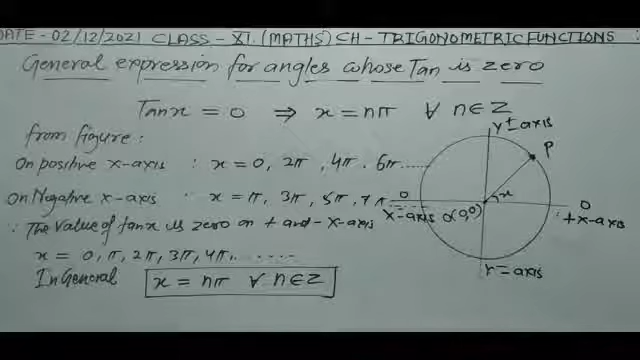 DATE - 02/12/2021 CLASS - XI (MATHS) CH - TRIGONOMETRIC FUNCTIONS
General expression for angles whose Tan is zero
Tanx = 0 ⇒ x = nπ ∀ n∈Z
from figure :
On positive x-axis : x = 0, 2π, 4π, 6π......
On Negative x-axis : x = π, 3π, 5π, 7π
∵ The value of tanx is zero on + and - x-axis
x = 0, π, 2π, 3π, 4π, .....
In General x = nπ ∀ n∈Z
Y+axis
P
x
0
0
X-axis
O(0,0)
+x-axis
Y-axis